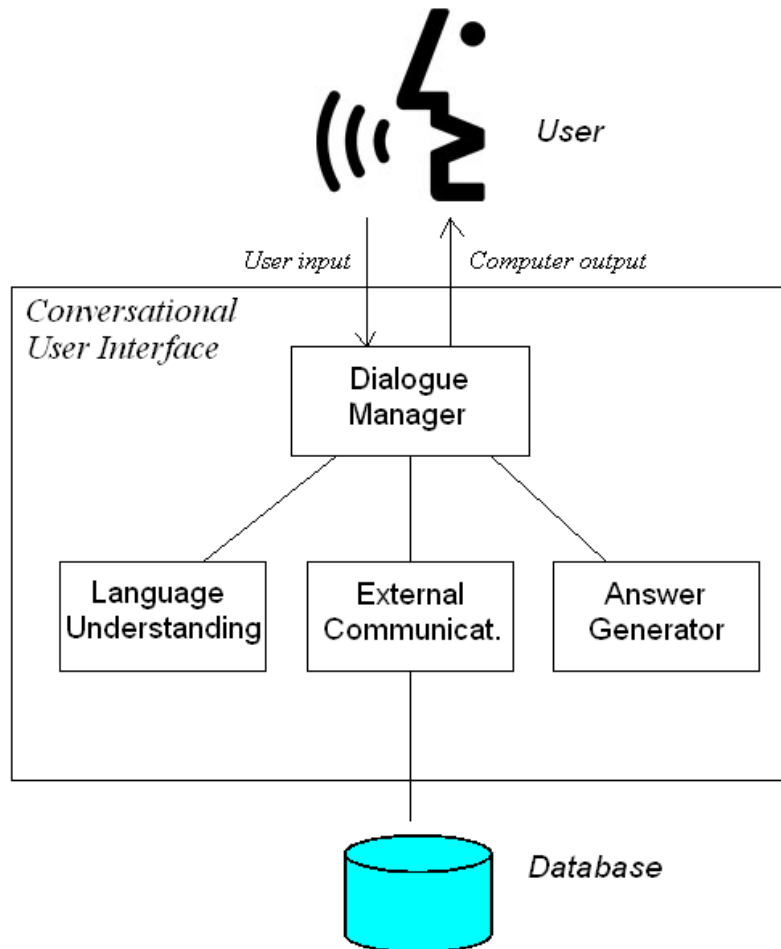 User
User input
Computer output
Conversational
User Interface
Dialogue
Manager
Language
Understanding
External
Communicat.
Answer
Generator
Database